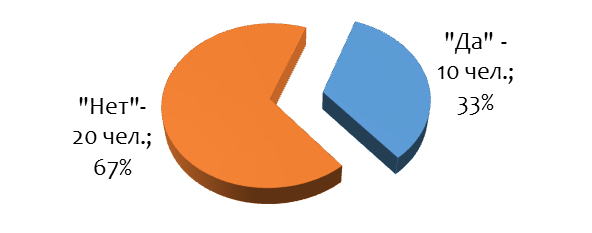 "Да" -
10 чел.;
33%
"Нет"-
20 чел.;
67%